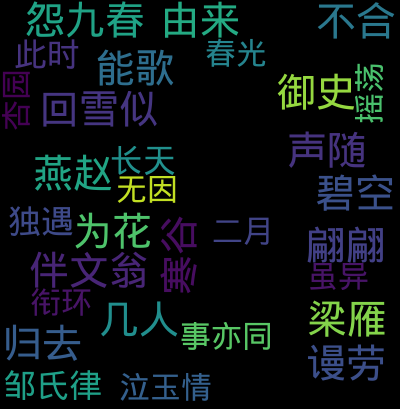 怨九春
由来
不合
此时
能歌
春光
杏园
回雪似
御史
摇荡
声随
燕赵
长天
无因
碧空
独遇
为花
寒谷
二月
翩翩
伴文翁
虽异
衔环
几人
梁雁
归去
事亦同
谩劳
邹氏律
泣玉情